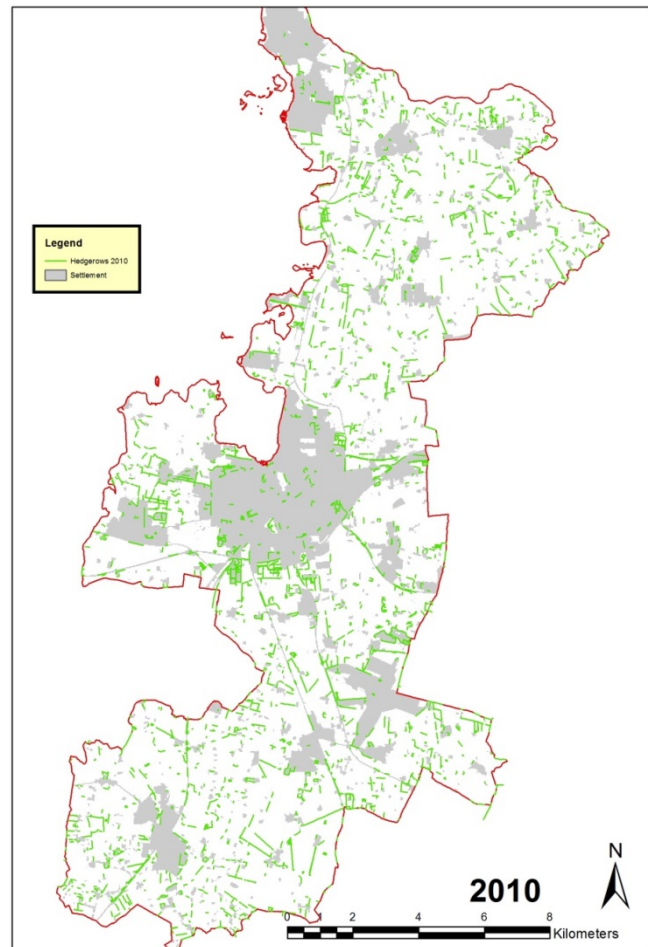 Legend
Hedgerows 2010
Settlement
2010
N
0 1 2 4 6 8
Kilometers